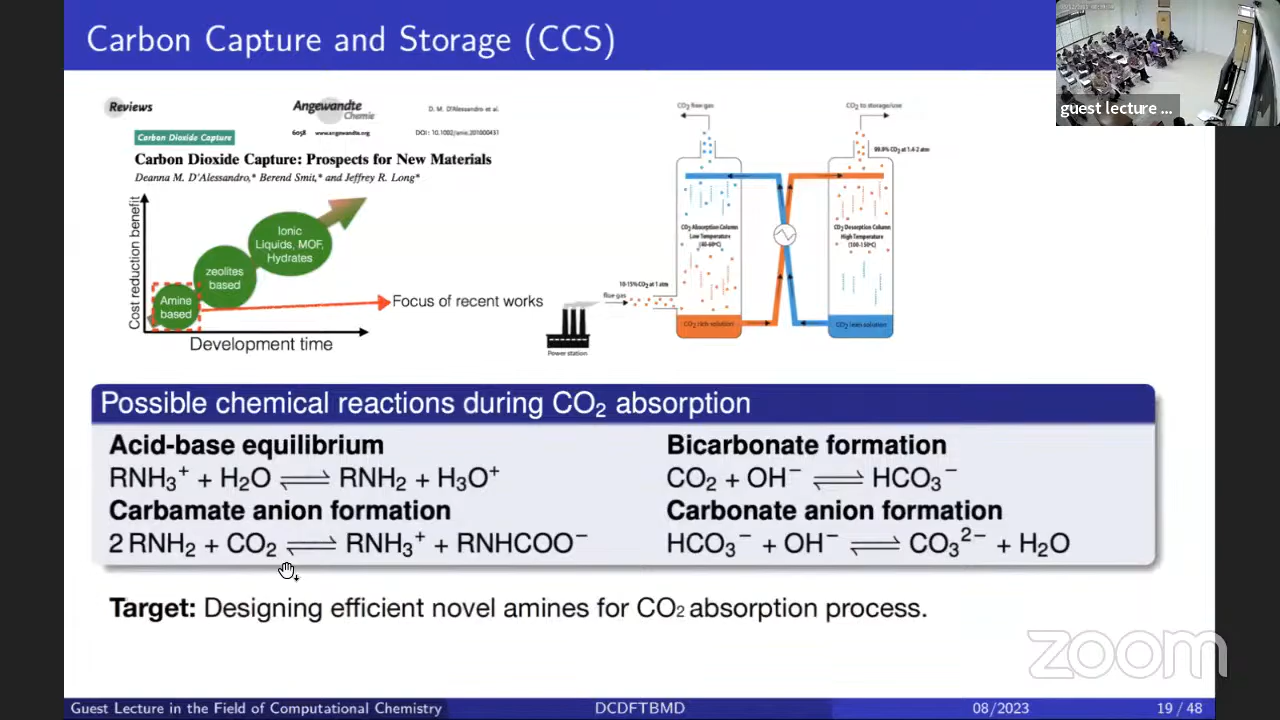 Carbon Capture and Storage (CCS)
guest lecture ...
Reviews
Angewandte
Chemie
D. M. D'Alessandro et al.
6058 www.angewandte.org
DOI: 10.1002/anie.201000431
Carbon Dioxide Capture
Carbon Dioxide Capture: Prospects for New Materials
Deanna M. D'Alessandro,* Berend Smit,* and Jeffrey R. Long*
Cost reduction benefit
Ionic
Liquids, MOF,
Hydrates
zeolites
based
Amine
based
Focus of recent works
Development time
CO₂ free gas
CO₂ to storage/use
99.9% CO₂ at 1.4-2 atm
CO₂ Absorption Column
Low Temperature
(40-60°C)
CO₂ Desorption Column
High Temperature
(100-150°C)
10-15% CO₂ at 1 atm
flue gas
CO₂ rich solution
CO₂ lean solution
Power station
Possible chemical reactions during CO₂ absorption
Acid-base equilibrium
RNH₃⁺ + H₂O ⇌ RNH₂ + H₃O⁺
Carbamate anion formation
2 RNH₂ + CO₂ ⇌ RNH₃⁺ + RNHCOO⁻
Bicarbonate formation
CO₂ + OH⁻ ⇌ HCO₃⁻
Carbonate anion formation
HCO₃⁻ + OH⁻ ⇌ CO₃²⁻ + H₂O
Target: Designing efficient novel amines for CO₂ absorption process.
zoom
Guest Lecture in the Field of Computational Chemistry
DCDFTBMD
08/2023
19 / 48